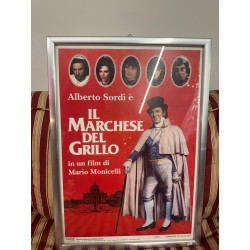 Alberto Sordi è
IL
MARCHESE
DEL
GRILLO
in un film di
Mario Monicelli